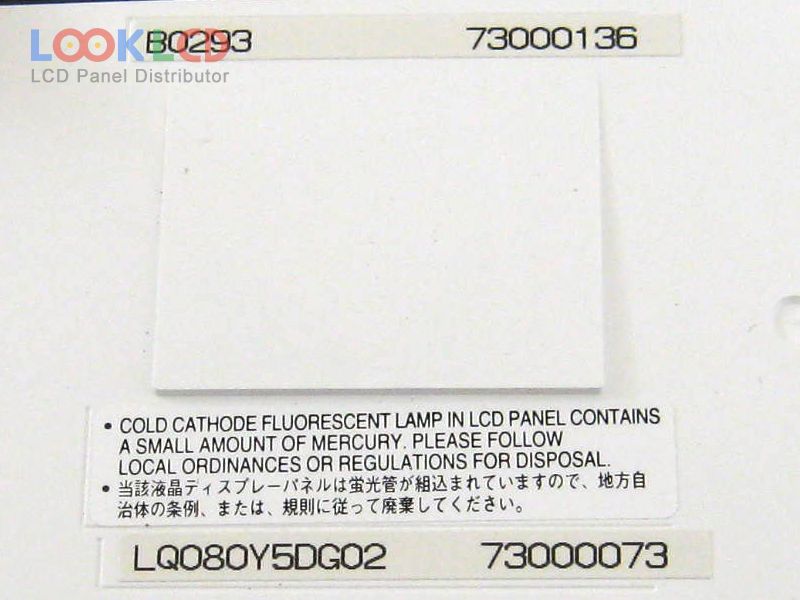 B0293 73000136
LOOKLCD
LCD Panel Distributor
• COLD CATHODE FLUORESCENT LAMP IN LCD PANEL CONTAINS
A SMALL AMOUNT OF MERCURY. PLEASE FOLLOW
LOCAL ORDINANCES OR REGULATIONS FOR DISPOSAL.
• 当該液晶ディスプレーパネルは蛍光管が組込まれていますので、地方自
治体の条例、または、規則に従って廃棄してください。
LQ080Y5DG02 73000073